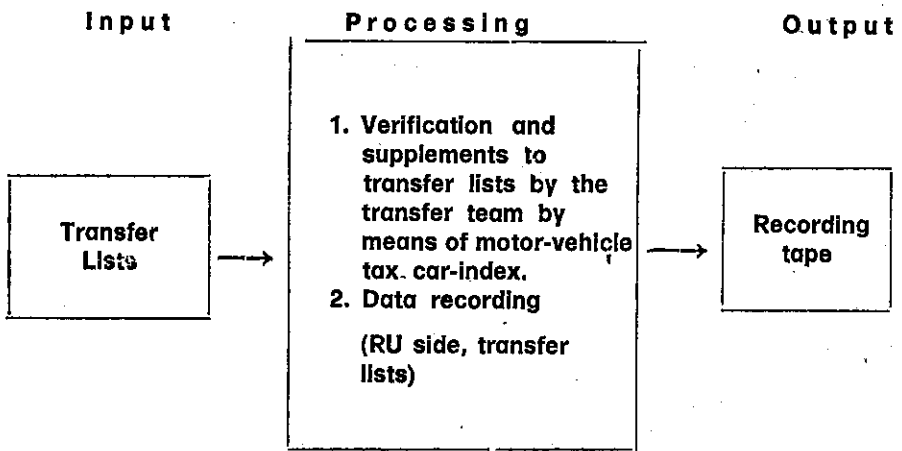 Input Processing Output
Transfer
Lists
1. Verification and
supplements to
transfer lists by the
transfer team by
means of motor-vehicle
tax. car-index.
2. Data recording
(RU side, transfer
lists)
Recording
tape